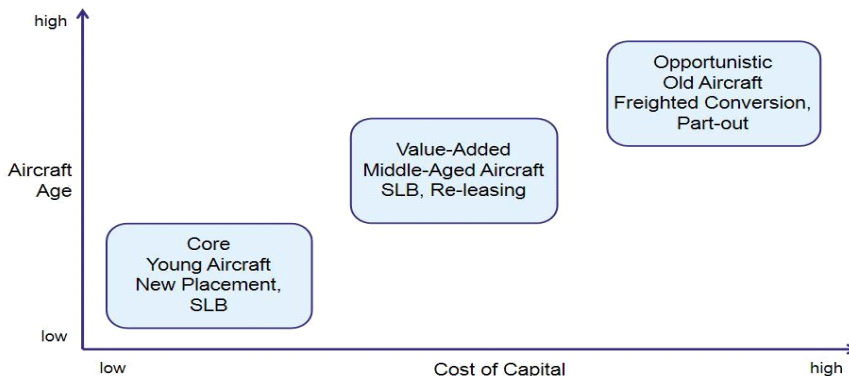 high
Opportunistic
Old Aircraft
Freighted Conversion,
Part-out
Value-Added
Middle-Aged Aircraft
SLB, Re-leasing
Aircraft
Age
Core
Young Aircraft
New Placement,
SLB
low
low
Cost of Capital
high